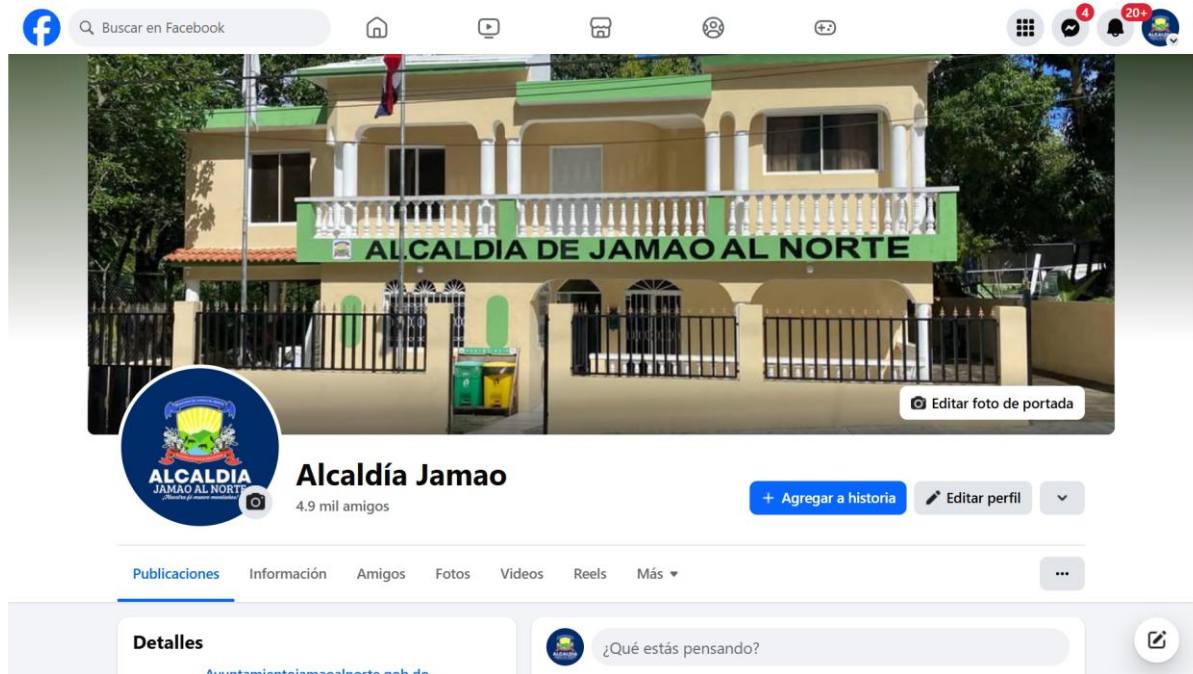 Buscar en Facebook
4
20+
ALCALDIA DE JAMAO AL NORTE
Editar foto de portada
ALCALDIA
JAMAO AL NORTE
Alcaldía Jamao
4.9 mil amigos
+ Agregar a historia
Editar perfil
Publicaciones
Información
Amigos
Fotos
Videos
Reels
Más
Detalles
¿Qué estás pensando?